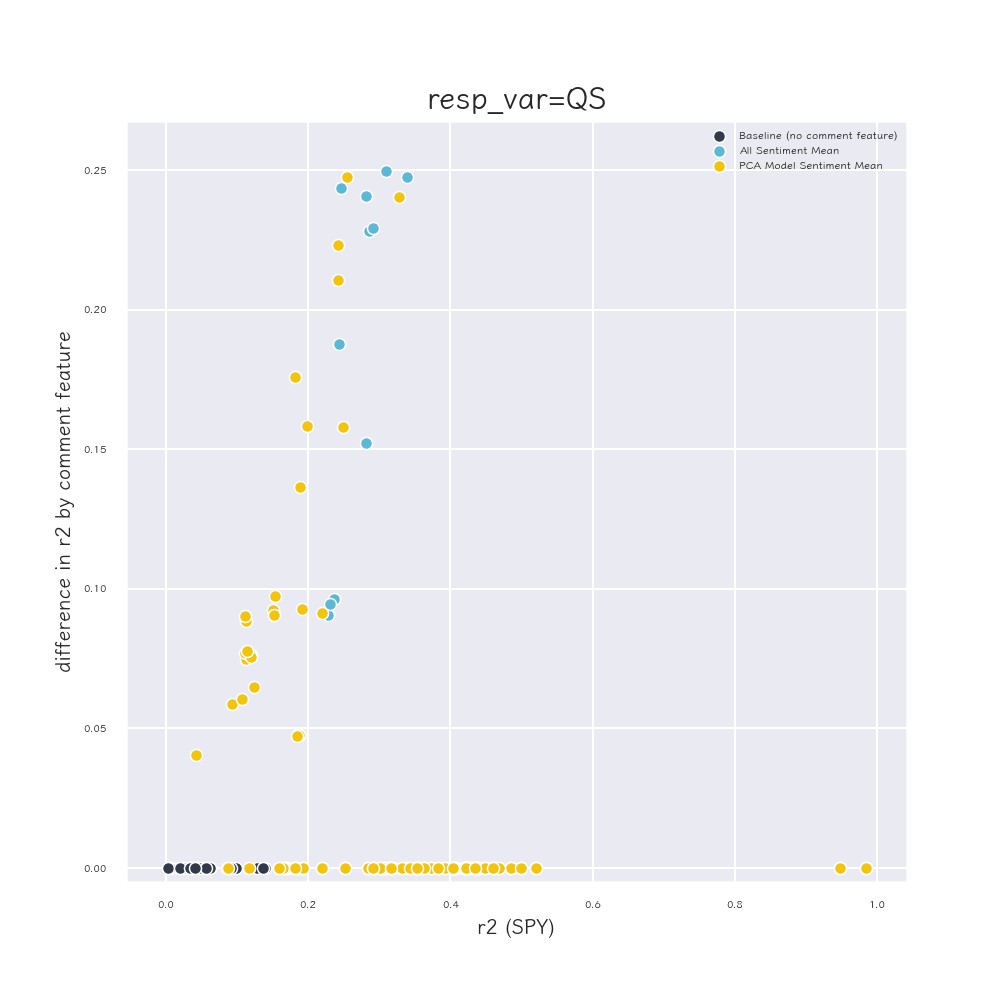 resp_var=QS
Baseline (no comment feature)
All Sentiment Mean
PCA Model Sentiment Mean
difference in r2 by comment feature
0.25
0.20
0.15
0.10
0.05
0.00
0.0 0.2 0.4 0.6 0.8 1.0
r2 (SPY)